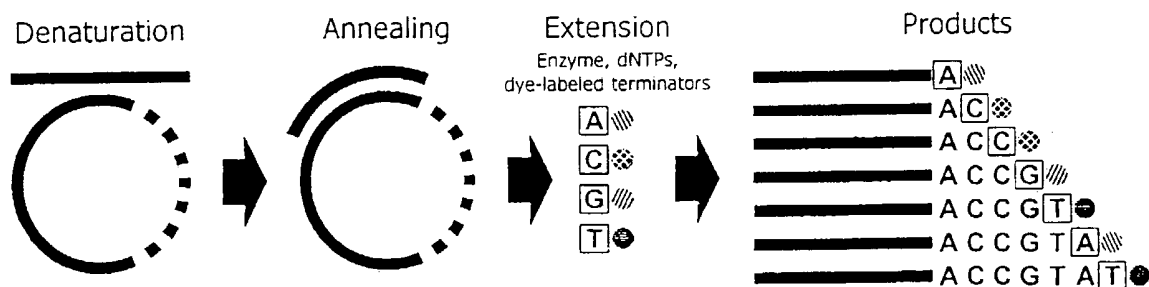 Denaturation
Annealing
Extension
Enzyme, dNTPs,
dye-labeled terminators
A
C
G
T
Products
A
A C
A C C
A C C G
A C C G T
A C C G T A
A C C G T A T